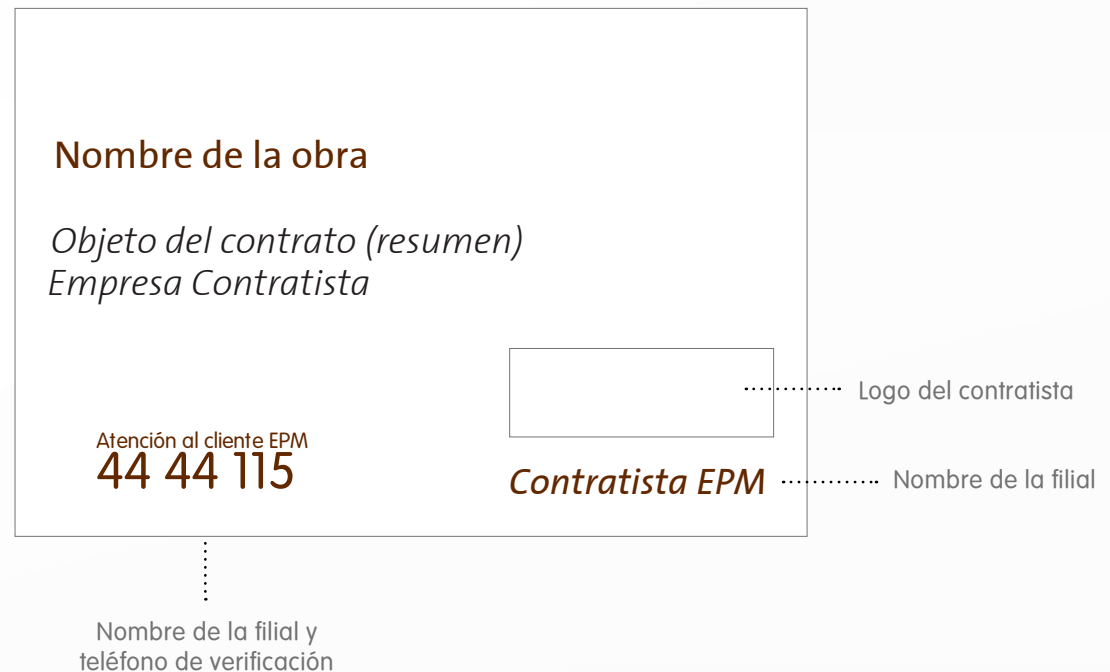 Nombre de la obra
Objeto del contrato (resumen)
Empresa Contratista
Logo del contratista
Atención al cliente EPM
44 44 115
Contratista EPM
Nombre de la filial
Nombre de la filial y
teléfono de verificación